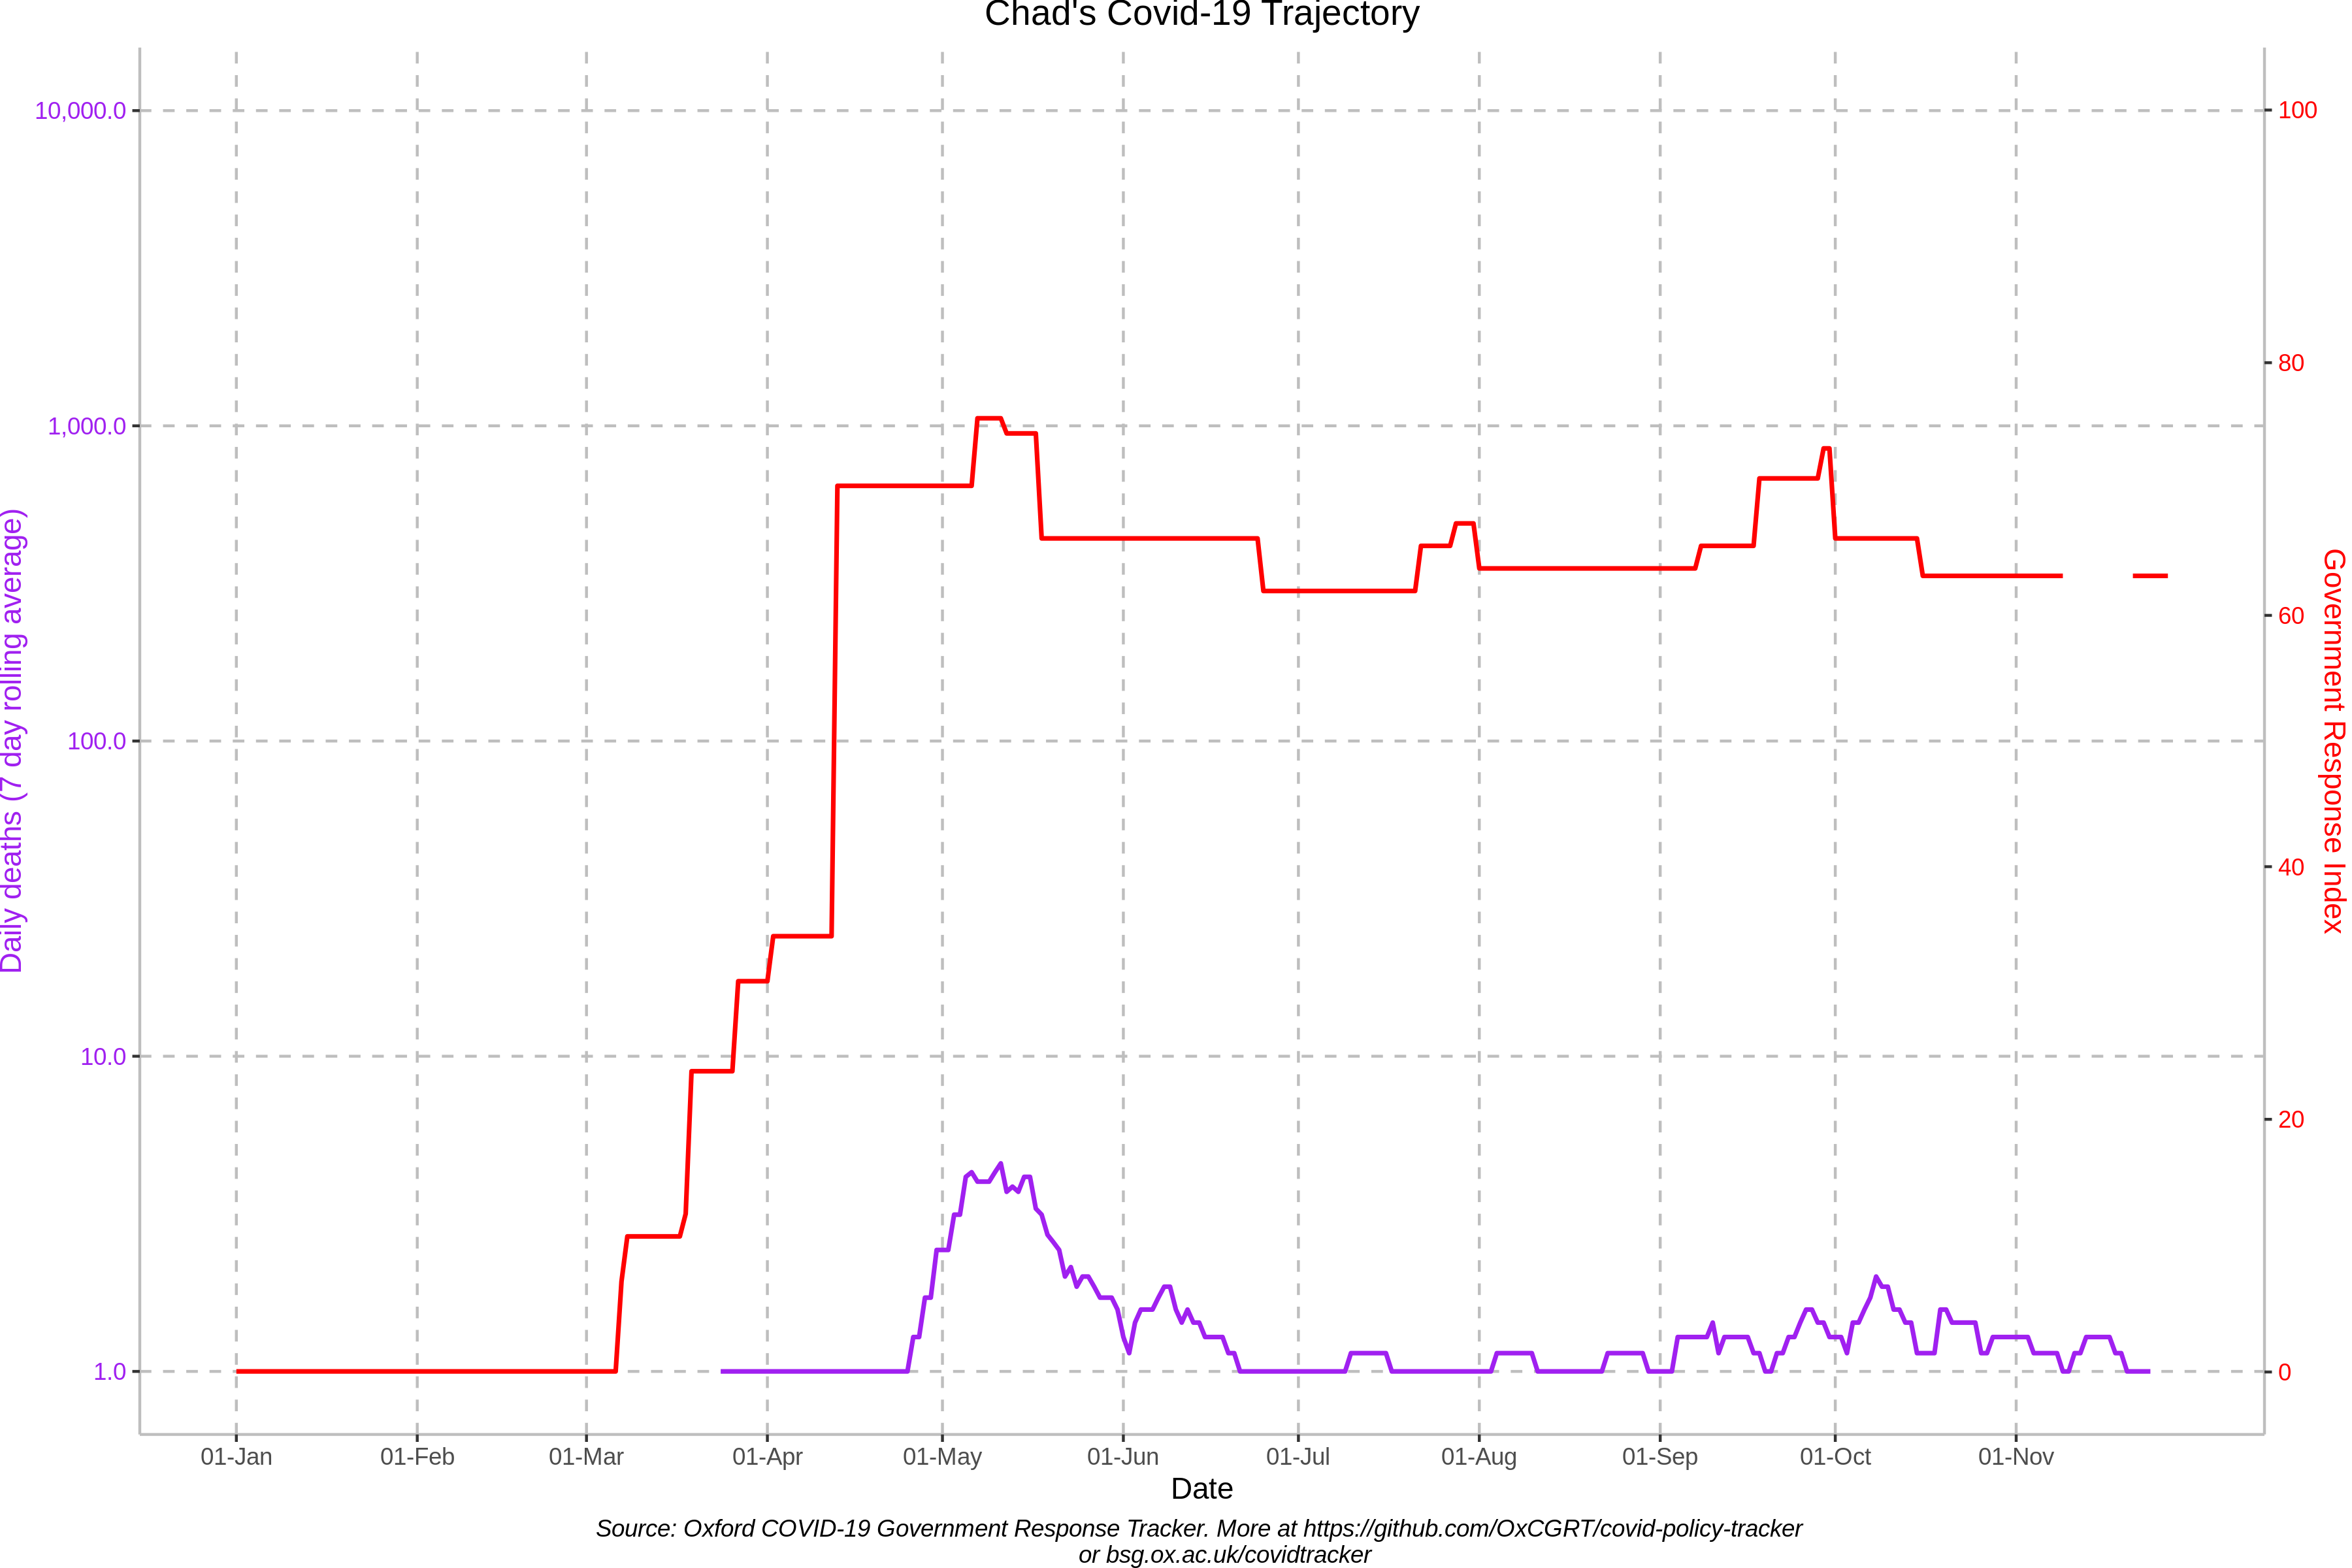 Chad's Covid-19 Trajectory
10,000.0
1,000.0
100.0
10.0
1.0
Daily deaths (7 day rolling average)
100
80
60
40
20
0
Government Response Index
01-Jan
01-Feb
01-Mar
01-Apr
01-May
01-Jun
01-Jul
01-Aug
01-Sep
01-Oct
01-Nov
Date
Source: Oxford COVID-19 Government Response Tracker. More at https://github.com/OxCGRT/covid-policy-tracker
or bsg.ox.ac.uk/covidtracker